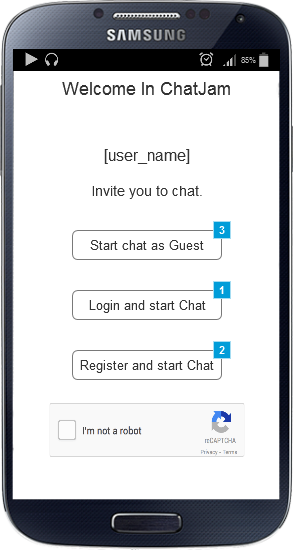 SAMSUNG
85%
Welcome In ChatJam
[user_name]
Invite you to chat.
3
Start chat as Guest
1
Login and start Chat
2
Register and start Chat
I'm not a robot
reCAPTCHA
Privacy - Terms